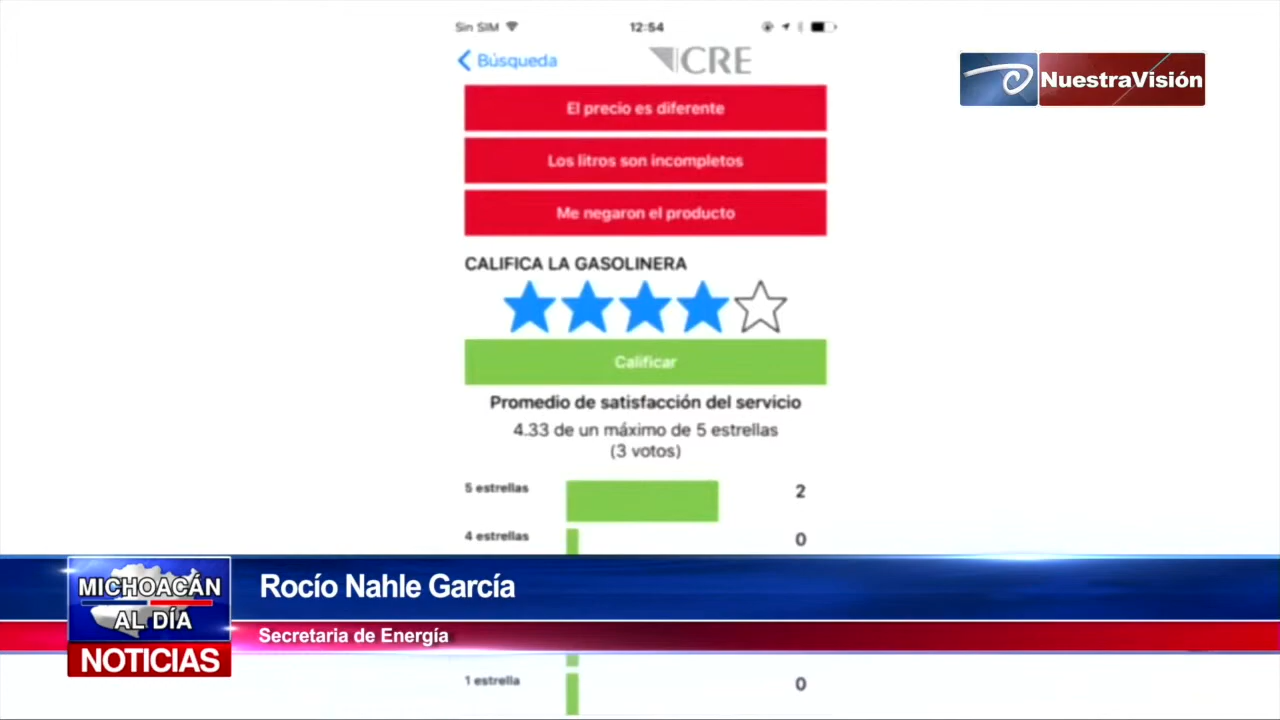 Sin SIM
12:54
Búsqueda
CRE
NuestraVisión
El precio es diferente
Los litros son incompletos
Me negaron el producto
CALIFICA LA GASOLINERA
Calificar
Promedio de satisfacción del servicio
4.33 de un máximo de 5 estrellas
(3 votos)
5 estrellas
2
4 estrellas
0
MICHOACÁN
AL DÍA
NOTICIAS
Rocío Nahle García
Secretaria de Energía
1 estrella
0